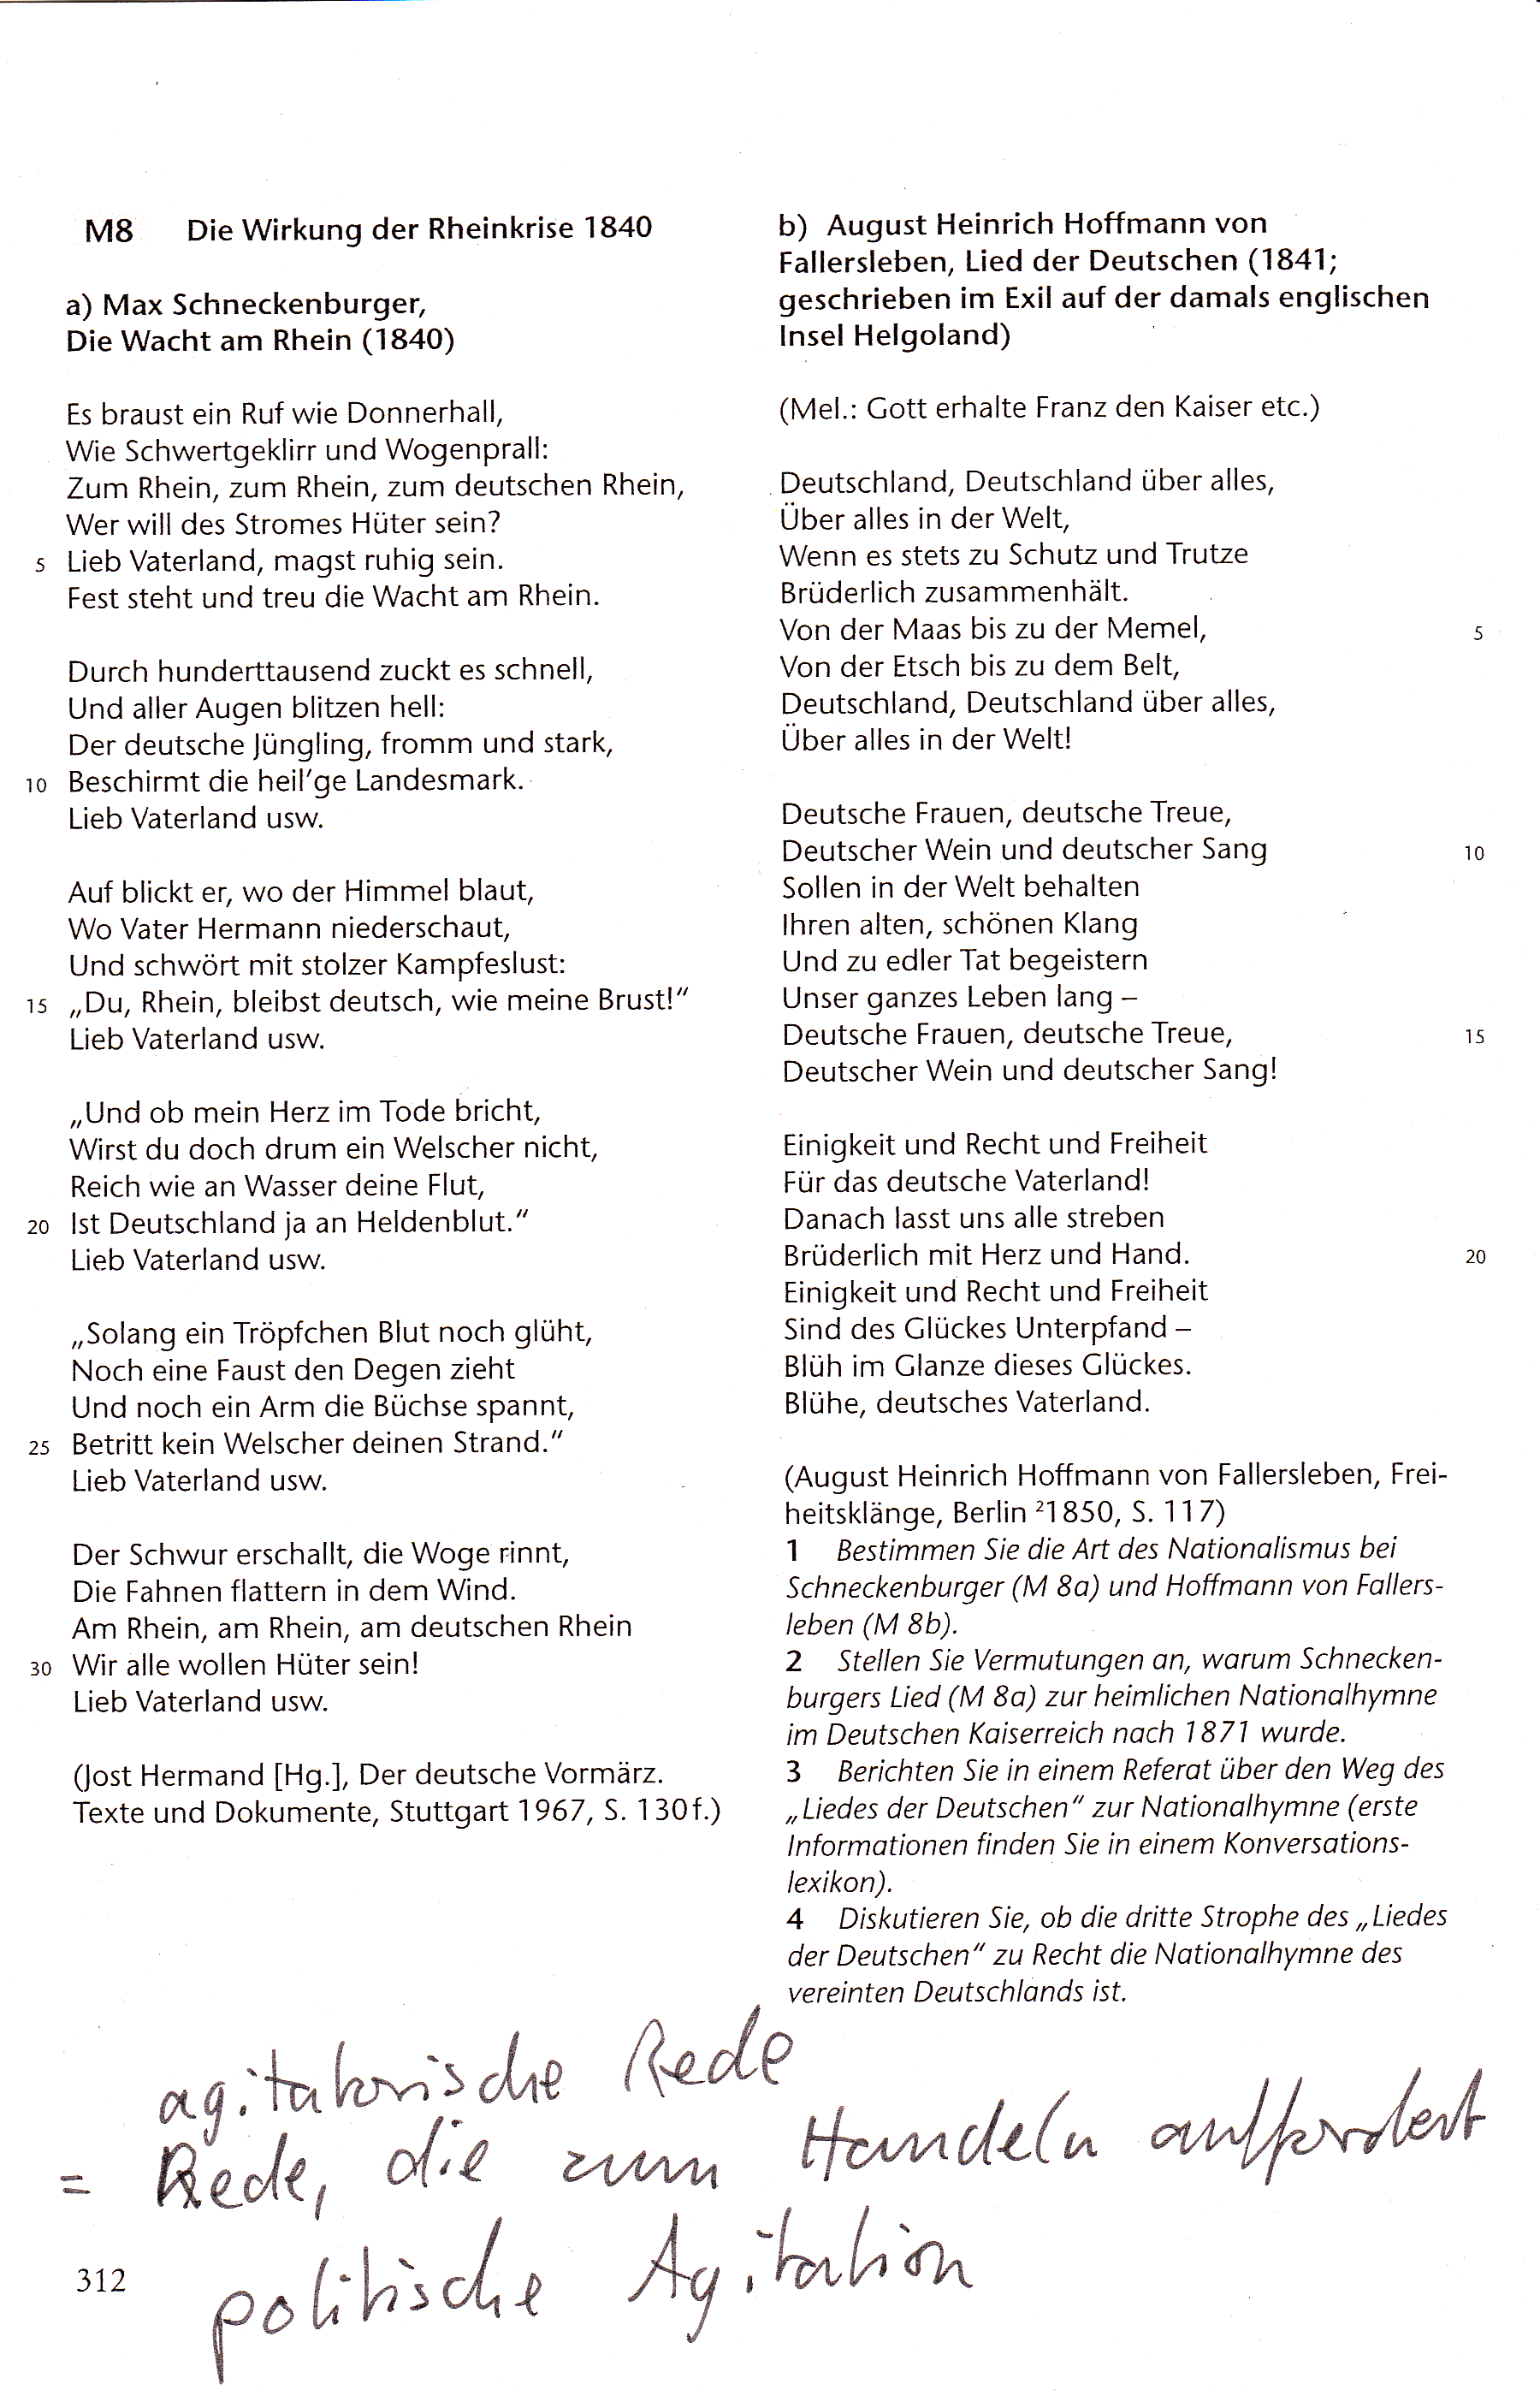 M8 Die Wirkung der Rheinkrise 1840
a) Max Schneckenburger,
Die Wacht am Rhein (1840)
Es braust ein Ruf wie Donnerhall,
Wie Schwertgeklirr und Wogenprall:
Zum Rhein, zum Rhein, zum deutschen Rhein,
Wer will des Stromes Hüter sein?
5 Lieb Vaterland, magst ruhig sein.
Fest steht und treu die Wacht am Rhein.
Durch hunderttausend zuckt es schnell,
Und aller Augen blitzen hell:
Der deutsche Jüngling, fromm und stark,
10 Beschirmt die heil'ge Landesmark.
Lieb Vaterland usw.
Auf blickt er, wo der Himmel blaut,
Wo Vater Hermann niederschaut,
Und schwört mit stolzer Kampfeslust:
15 „Du, Rhein, bleibst deutsch, wie meine Brust!"
Lieb Vaterland usw.
„Und ob mein Herz im Tode bricht,
Wirst du doch drum ein Welscher nicht,
Reich wie an Wasser deine Flut,
20 Ist Deutschland ja an Heldenblut."
Lieb Vaterland usw.
„Solang ein Tröpfchen Blut noch glüht,
Noch eine Faust den Degen zieht
Und noch ein Arm die Büchse spannt,
25 Betritt kein Welscher deinen Strand."
Lieb Vaterland usw.
Der Schwur erschallt, die Woge rinnt,
Die Fahnen flattern in dem Wind.
Am Rhein, am Rhein, am deutschen Rhein
30 Wir alle wollen Hüter sein!
Lieb Vaterland usw.
(Jost Hermand [Hg.], Der deutsche Vormärz.
Texte und Dokumente, Stuttgart 1967, S. 130f.)
b) August Heinrich Hoffmann von
Fallersleben, Lied der Deutschen (1841;
geschrieben im Exil auf der damals englischen
Insel Helgoland)
(Mel.: Gott erhalte Franz den Kaiser etc.)
Deutschland, Deutschland über alles,
Über alles in der Welt,
Wenn es stets zu Schutz und Trutze
Brüderlich zusammenhält.
Von der Maas bis zu der Memel, 5
Von der Etsch bis zu dem Belt,
Deutschland, Deutschland über alles,
Über alles in der Welt!
Deutsche Frauen, deutsche Treue,
Deutscher Wein und deutscher Sang 10
Sollen in der Welt behalten
Ihren alten, schönen Klang
Und zu edler Tat begeistern
Unser ganzes Leben lang –
Deutsche Frauen, deutsche Treue, 15
Deutscher Wein und deutscher Sang!
Einigkeit und Recht und Freiheit
Für das deutsche Vaterland!
Danach lasst uns alle streben
Brüderlich mit Herz und Hand. 20
Einigkeit und Recht und Freiheit
Sind des Glückes Unterpfand –
Blüh im Glanze dieses Glückes.
Blühe, deutsches Vaterland.
(August Heinrich Hoffmann von Fallersleben, Frei-
heitsklänge, Berlin ²1850, S. 117)
1 Bestimmen Sie die Art des Nationalismus bei
Schneckenburger (M 8a) und Hoffmann von Fallers-
leben (M 8b).
2 Stellen Sie Vermutungen an, warum Schnecken-
burgers Lied (M 8a) zur heimlichen Nationalhymne
im Deutschen Kaiserreich nach 1871 wurde.
3 Berichten Sie in einem Referat über den Weg des
„Liedes der Deutschen" zur Nationalhymne (erste
Informationen finden Sie in einem Konversations-
lexikon).
4 Diskutieren Sie, ob die dritte Strophe des „Liedes
der Deutschen" zu Recht die Nationalhymne des
vereinten Deutschlands ist.
agitatorische Rede
= Rede, die zum Handeln auffordert
politische Agitation
312